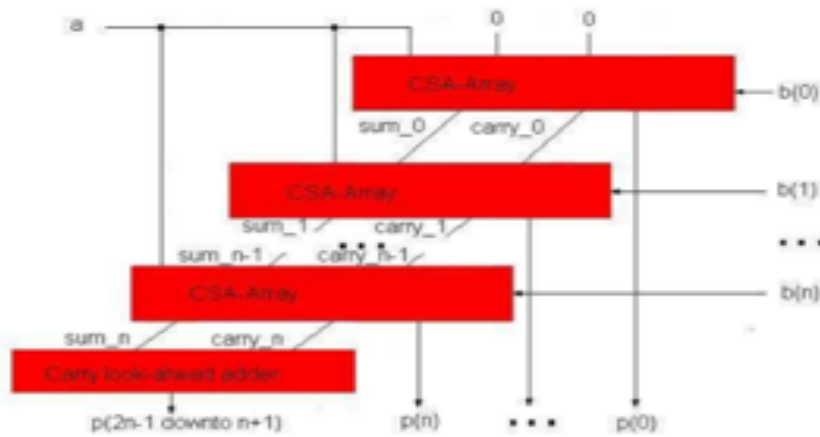 a
0 0
CSA-Array
b(0)
sum_0 carry_0
CSA-Array
b(1)
sum_1 carry_1
...
...
sum_n-1 carry_n-1
CSA-Array
b(n)
sum_n carry_n
Carry look-ahead adder
p(2n-1 downto n+1) p(n) ... p(0)